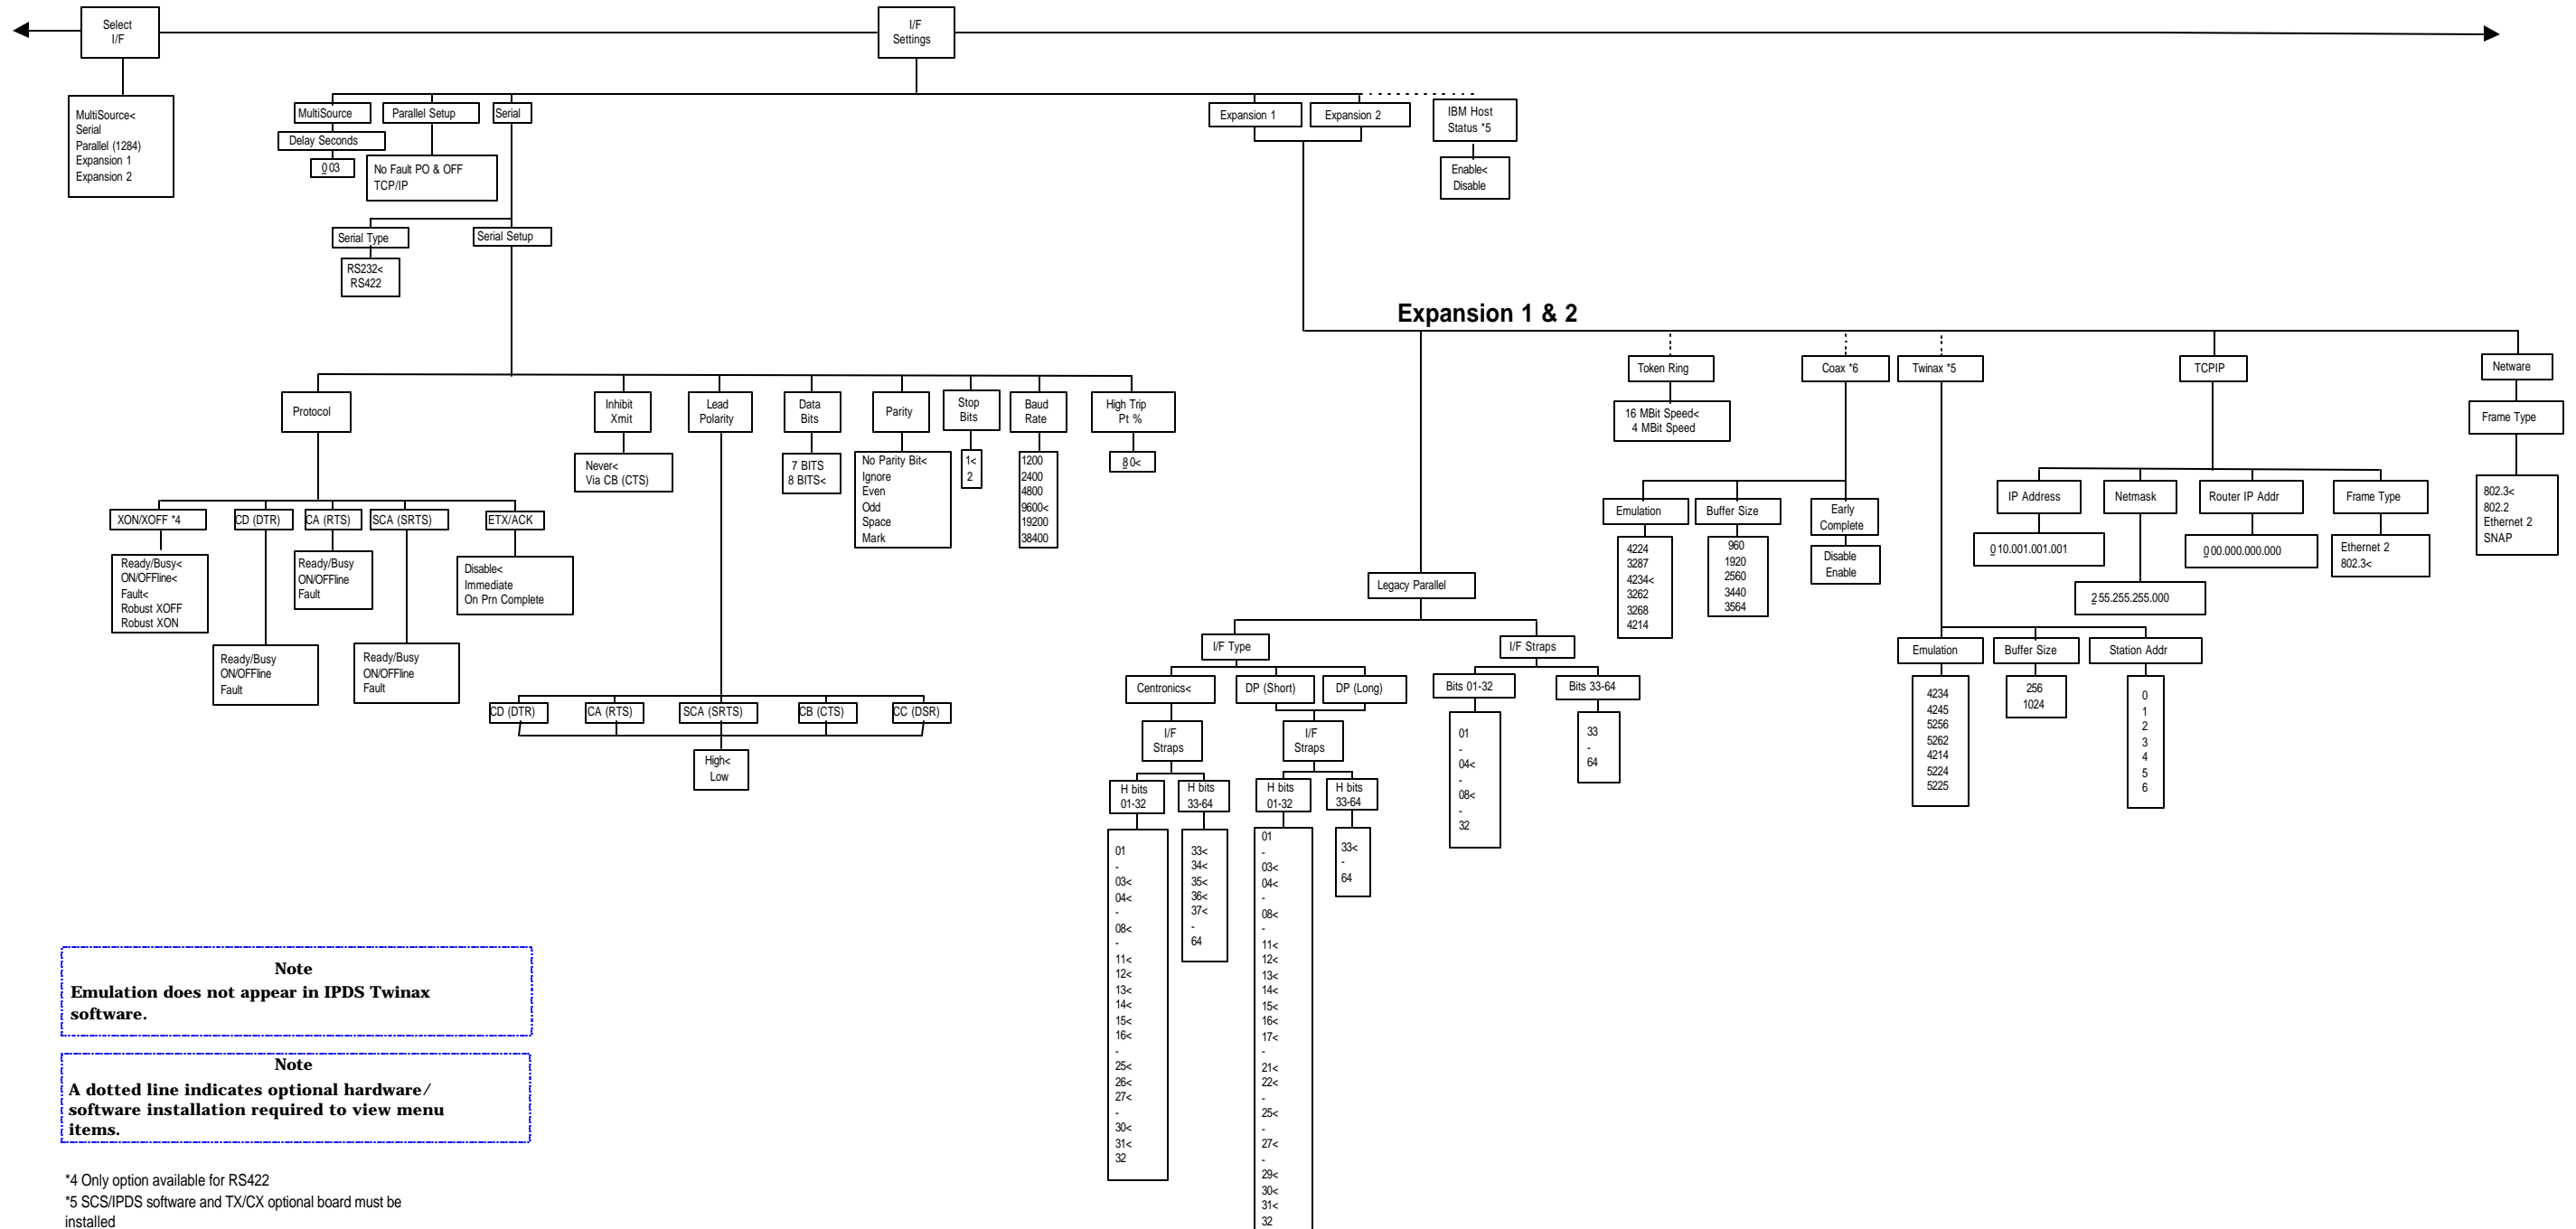 Select
I/F
I/F
Settings
MultiSource<
Serial
Parallel (1284)
Expansion 1
Expansion 2
MultiSource
Parallel Setup
Serial
Delay Seconds
003
No Fault PO & OFF
TCP/IP
Expansion 1
Expansion 2
IBM Host
Status *5
Enable<
Disable
Serial Type
Serial Setup
RS232<
RS422
Expansion 1 & 2
Protocol
Inhibit
Xmit
Lead
Polarity
Data
Bits
Parity
Stop
Bits
Baud
Rate
High Trip
Pt %
Never<
Via CB (CTS)
7 BITS
8 BITS<
No Parity Bit<
Ignore
Even
Odd
Space
Mark
1<
2
1200
2400
4800
9600<
19200
38400
80<
XON/XOFF *4
CD (DTR)
CA (RTS)
SCA (SRTS)
ETX/ACK
Ready/Busy<
ON/OFFline<
Fault<
Robust XOFF
Robust XON
Ready/Busy
ON/OFFline
Fault
Ready/Busy
ON/OFFline
Fault
Ready/Busy
ON/OFFline
Fault
Disable<
Immediate
On Prn Complete
CD (DTR)
CA (RTS)
SCA (SRTS)
CB (CTS)
CC (DSR)
High<
Low
Token Ring
16 MBit Speed<
4 MBit Speed
Coax *6
Twinax *5
TCPIP
Netware
Frame Type
802.3<
802.2
Ethernet 2
SNAP
Emulation
Buffer Size
Early
Complete
4224
3287
4234<
3262
3268
4214
960
1920
2560
3440
3564
Disable
Enable
IP Address
Netmask
Router IP Addr
Frame Type
010.001.001.001
255.255.255.000
000.000.000.000
Ethernet 2
802.3<
Emulation
Buffer Size
Station Addr
4234
4245
5256
5262
4214
5224
5225
256
1024
0
1
2
3
4
5
6
Legacy Parallel
I/F Type
I/F Straps
Centronics<
DP (Short)
DP (Long)
Bits 01-32
Bits 33-64
I/F
Straps
I/F
Straps
01
-
04<
-
08<
-
32
33
-
64
H bits
01-32
H bits
33-64
H bits
01-32
H bits
33-64
01
-
03<
04<
-
08<
-
11<
12<
13<
14<
15<
16<
-
25<
26<
27<
-
30<
31<
32
33<
34<
35<
36<
37<
-
64
01
-
03<
04<
-
08<
-
11<
12<
13<
14<
15<
16<
17<
-
21<
22<
-
25<
-
27<
-
29<
30<
31<
32
33<
-
64
Note
Emulation does not appear in IPDS Twinax
software.
Note
A dotted line indicates optional hardware/
software installation required to view menu
items.
*4 Only option available for RS422
*5 SCS/IPDS software and TX/CX optional board must be
installed